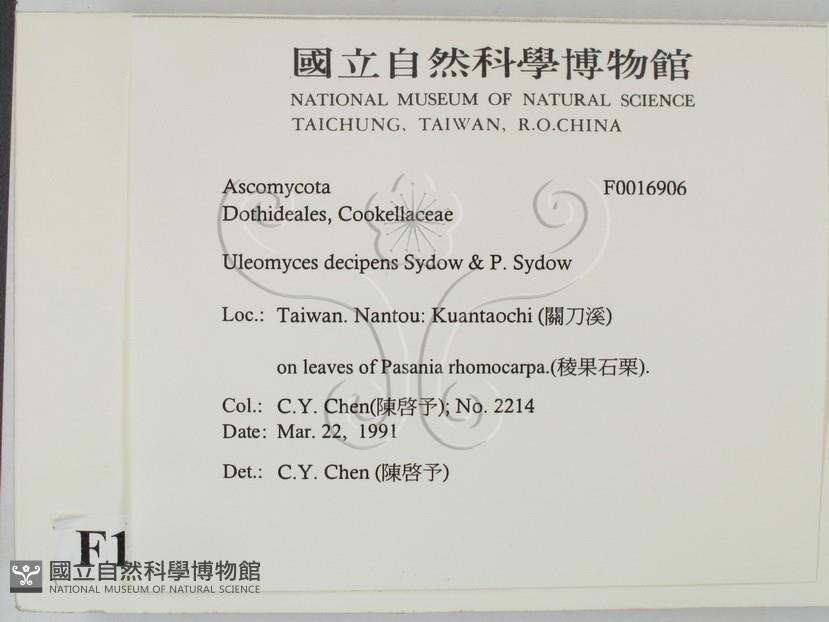 國立自然科學博物館
NATIONAL MUSEUM OF NATURAL SCIENCE
TAICHUNG, TAIWAN, R.O.CHINA
Ascomycota F0016906
Dothideales, Cookellaceae
Uleomyces decipens Sydow & P. Sydow
Loc.: Taiwan. Nantou: Kuantaochi (關刀溪)
on leaves of Pasania rhomocarpa.(稜果石栗).
Col.: C.Y. Chen(陳啓予); No. 2214
Date: Mar. 22, 1991
Det.: C.Y. Chen (陳啓予)
F1
國立自然科學博物館
NATIONAL MUSEUM OF NATURAL SCIENCE